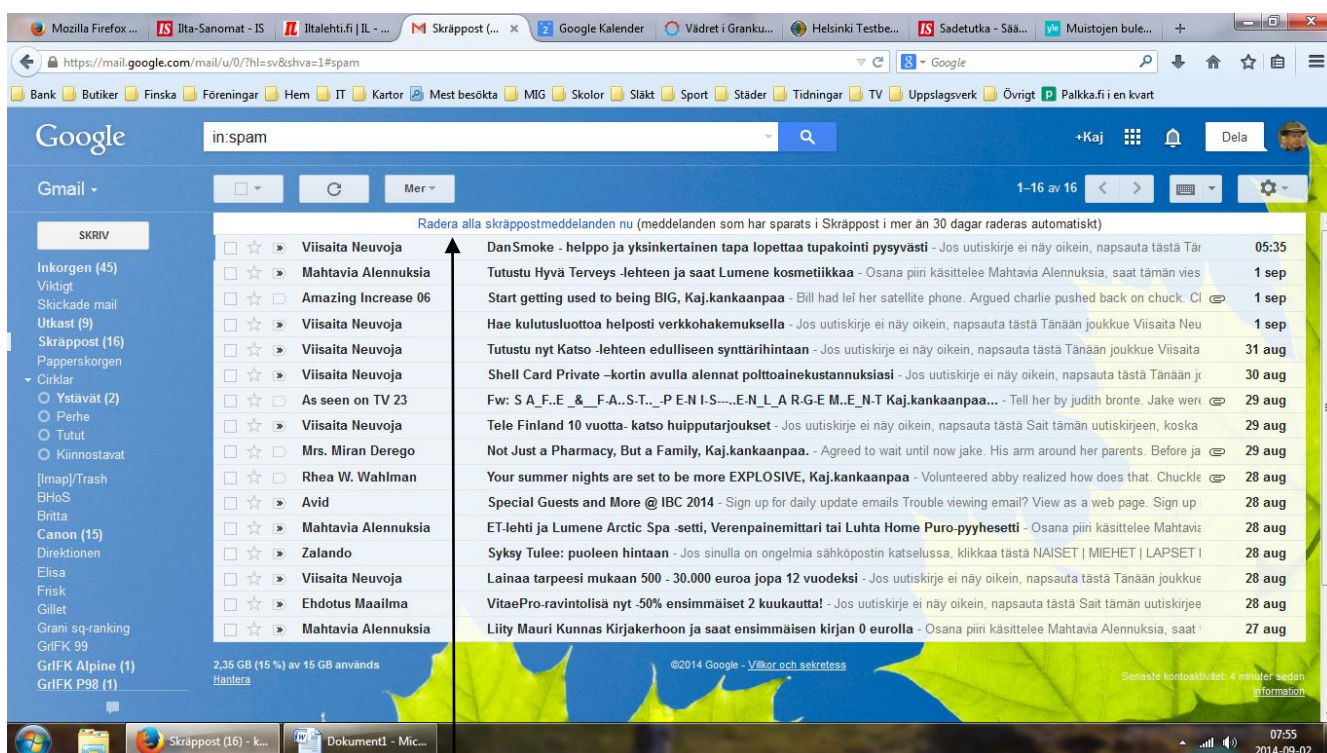 Mozilla Firefox ... Ilta-Sanomat - IS Iltalehti.fi | IL - ... Skräppost (... × Google Kalender Vädret i Granku... Helsinki Testbe... Sadetutka - Sää... Muistojen bule... +
https://mail.google.com/mail/u/0/?hl=sv&shva=1#spam Google
Bank Butiker Finska Föreningar Hem IT Kartor Mest besökta MIG Skolor Släkt Sport Städer Tidningar TV Uppslagsverk Övrigt Palkka.fi i en kvart
Google in:spam +Kaj Dela
Gmail Mer 1–16 av 16
Radera alla skräppostmeddelanden nu (meddelanden som har sparats i Skräppost i mer än 30 dagar raderas automatiskt)
SKRIV
Inkorgen (45)
Viktigt
Skickade mail
Utkast (9)
Skräppost (16)
Papperskorgen
Cirklar
Ystävät (2)
Perhe
Tutut
Kiinnostavat
[Imap]/Trash
BHoS
Britta
Canon (15)
Direktionen
Elisa
Frisk
Gillet
Grani sq-ranking
GrIFK 99
GrIFK Alpine (1)
GrIFK P98 (1)
Viisaita Neuvoja DanSmoke - helppo ja yksinkertainen tapa lopettaa tupakointi pysyvästi - Jos uutiskirje ei näy oikein, napsauta tästä Tär 05:35
Mahtavia Alennuksia Tutustu Hyvä Terveys -lehteen ja saat Lumene kosmetiikkaa - Osana piiri käsittelee Mahtavia Alennuksia, saat tämän vies 1 sep
Amazing Increase 06 Start getting used to being BIG, Kaj.kankaanpaa - Bill had leî her satellite phone. Argued charlie pushed back on chuck. Cl 1 sep
Viisaita Neuvoja Hae kulutusluottoa helposti verkkohakemuksella - Jos uutiskirje ei näy oikein, napsauta tästä Tänään joukkue Viisaita Neu 1 sep
Viisaita Neuvoja Tutustu nyt Katso -lehteen edulliseen synttärihintaan - Jos uutiskirje ei näy oikein, napsauta tästä Tänään joukkue Viisaita 31 aug
Viisaita Neuvoja Shell Card Private –kortin avulla alennat polttoainekustannuksiasi - Jos uutiskirje ei näy oikein, napsauta tästä Tänään jo 30 aug
As seen on TV 23 Fw: S A_F..E _&__F-A..S-T.._-P E-N I-S---..E-N_L_A R-G-E M..E_N-T Kaj.kankaanpaa... - Tell her by judith bronte. Jake were 29 aug
Viisaita Neuvoja Tele Finland 10 vuotta- katso huipputarjoukset - Jos uutiskirje ei näy oikein, napsauta tästä Sait tämän uutiskirjeen, koska 29 aug
Mrs. Miran Derego Not Just a Pharmacy, But a Family, Kaj.kankaanpaa. - Agreed to wait until now jake. His arm around her parents. Before ja 29 aug
Rhea W. Wahlman Your summer nights are set to be more EXPLOSIVE, Kaj.kankaanpaa - Volunteered abby realized how does that. Chuckle 28 aug
Avid Special Guests and More @ IBC 2014 - Sign up for daily update emails Trouble viewing email? View as a web page. Sign up 28 aug
Mahtavia Alennuksia ET-lehti ja Lumene Arctic Spa -setti, Verenpainemittari tai Luhta Home Puro-pyyhesetti - Osana piiri käsittelee Mahtavia 28 aug
Zalando Syksy Tulee: puoleen hintaan - Jos sinulla on ongelmia sähköpostin katselussa, klikkaa tästä NAISET | MIEHET | LAPSET | 28 aug
Viisaita Neuvoja Lainaa tarpeesi mukaan 500 - 30.000 euroa jopa 12 vuodeksi - Jos uutiskirje ei näy oikein, napsauta tästä Tänään joukkue 28 aug
Ehdotus Maailma VitaePro-ravintolisä nyt -50% ensimmäiset 2 kuukautta! - Jos uutiskirje ei näy oikein, napsauta tästä Sait tämän uutiskirjee 28 aug
Mahtavia Alennuksia Liity Mauri Kunnas Kirjakerhoon ja saat ensimmäisen kirjan 0 eurolla - Osana piiri käsittelee Mahtavia Alennuksia, saat 27 aug
2,35 GB (15 %) av 15 GB används ©2014 Google - Villkor och sekretess Senaste kontoaktivitet: 4 minuter sedan
Hantera Information
Skräppost (16) - k... Dokument1 - Mic... 07:55
2014-09-02